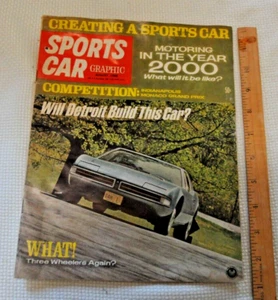 CREATING A SPORTS CAR
SPORTS
CAR
GRAPHIC
MOTORING
IN THE YEAR
2000
What will it be like?
COMPETITION:
INDIANAPOLIS
MONACO GRAND PRIX
Will Detroit Build This Car?
WHAT!
Three Wheelers Again?